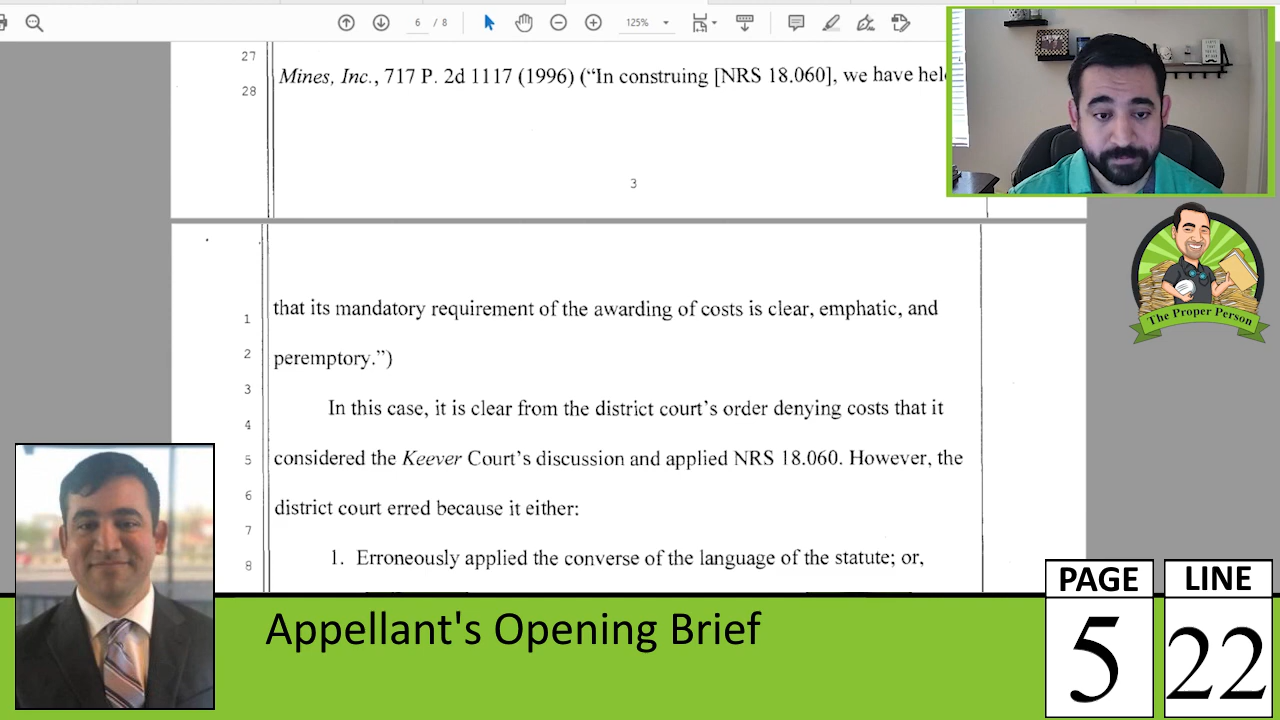 6 / 8
125%
27
Mines, Inc., 717 P. 2d 1117 (1996) (“In construing [NRS 18.060], we have hel
28
3
1
that its mandatory requirement of the awarding of costs is clear, emphatic, and
2
peremptory.”)
3
In this case, it is clear from the district court’s order denying costs that it
4
5
considered the Keever Court’s discussion and applied NRS 18.060. However, the
6
district court erred because it either:
7
8
1. Erroneously applied the converse of the language of the statute; or,
The Proper Person
Appellant's Opening Brief
PAGE
5
LINE
22